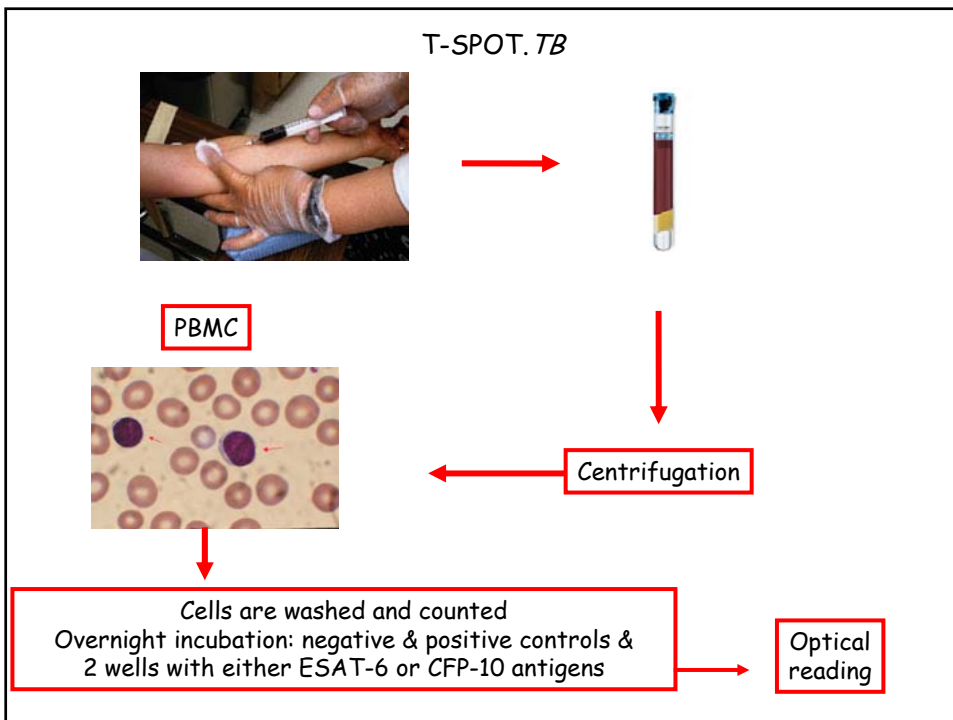 T-SPOT.TB
PBMC
Centrifugation
Cells are washed and counted
Overnight incubation: negative & positive controls &
2 wells with either ESAT-6 or CFP-10 antigens
Optical
reading